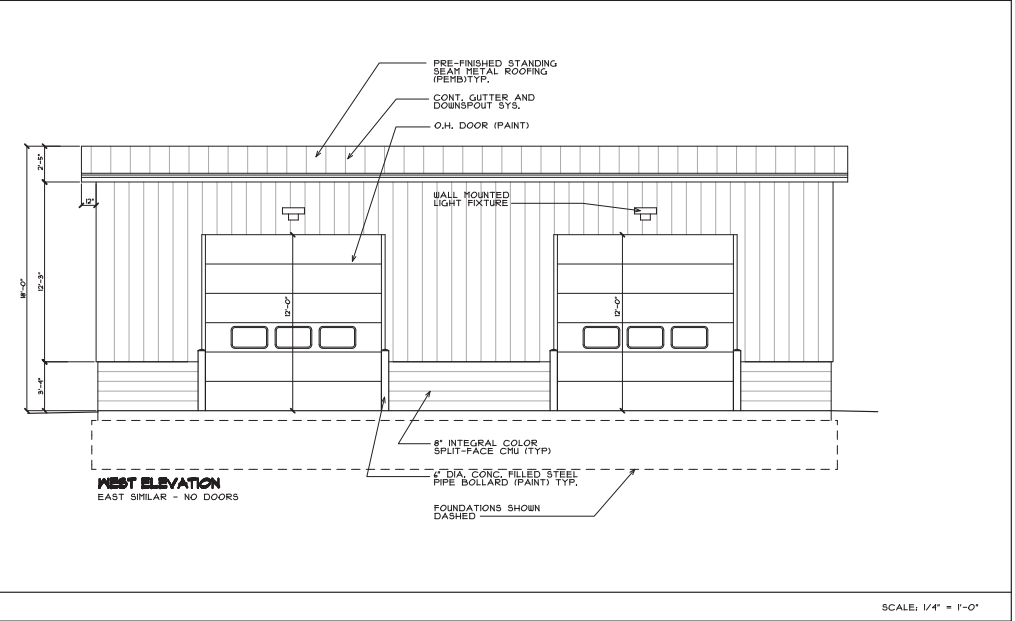 PRE-FINISHED STANDING
SEAM METAL ROOFING
(PEMB)TYP.
CONT. GUTTER AND
DOWNSPOUT SYS.
O.H. DOOR (PAINT)
2'-5"
12"
WALL MOUNTED
LIGHT FIXTURE
18'-0"
12'-3"
12'-0"
12'-0"
3'-4"
8" INTEGRAL COLOR
SPLIT-FACE CMU (TYP)
6" DIA. CONC. FILLED STEEL
PIPE BOLLARD (PAINT) TYP.
WEST ELEVATION
EAST SIMILAR - NO DOORS
FOUNDATIONS SHOWN
DASHED
SCALE: 1/4" = 1'-0"